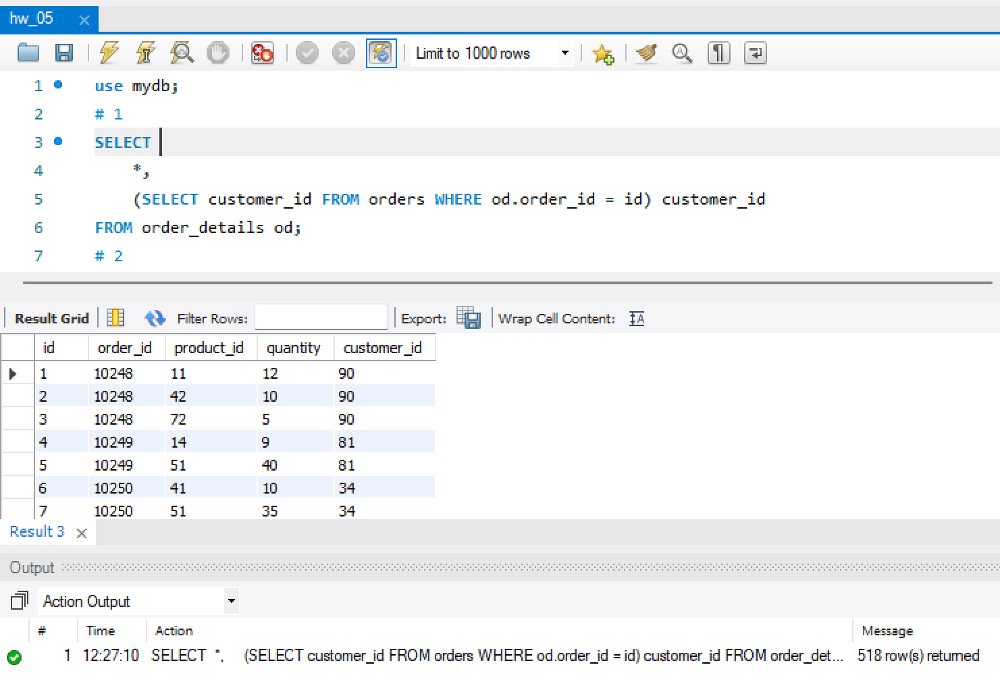 hw_05
Limit to 1000 rows
1 use mydb;
2 # 1
3 SELECT
4 *,
5 (SELECT customer_id FROM orders WHERE od.order_id = id) customer_id
6 FROM order_details od;
7 # 2
Result Grid Filter Rows: Export: Wrap Cell Content:
id order_id product_id quantity customer_id
1 10248 11 12 90
2 10248 42 10 90
3 10248 72 5 90
4 10249 14 9 81
5 10249 51 40 81
6 10250 41 10 34
7 10250 51 35 34
Result 3
Output
Action Output
# Time Action Message
1 12:27:10 SELECT *, (SELECT customer_id FROM orders WHERE od.order_id = id) customer_id FROM order_det... 518 row(s) returned